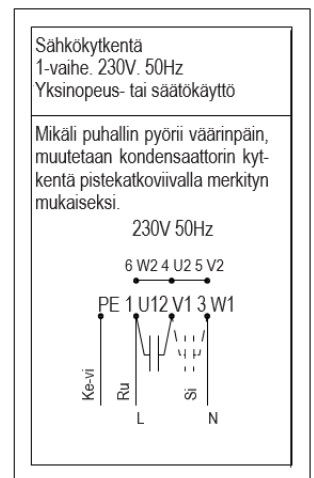 Sähkökytkentä
1-vaihe. 230V. 50Hz
Yksinopeus- tai säätökäyttö
Mikäli puhallin pyörii väärinpäin,
muutetaan kondensaattorin kyt-
kentä pistekatkoviivalla merkityn
mukaiseksi.
230V 50Hz
6 W2 4 U2 5 V2
PE 1 U12 V1 3 W1
Ke-vi
Ru
Si
L
N